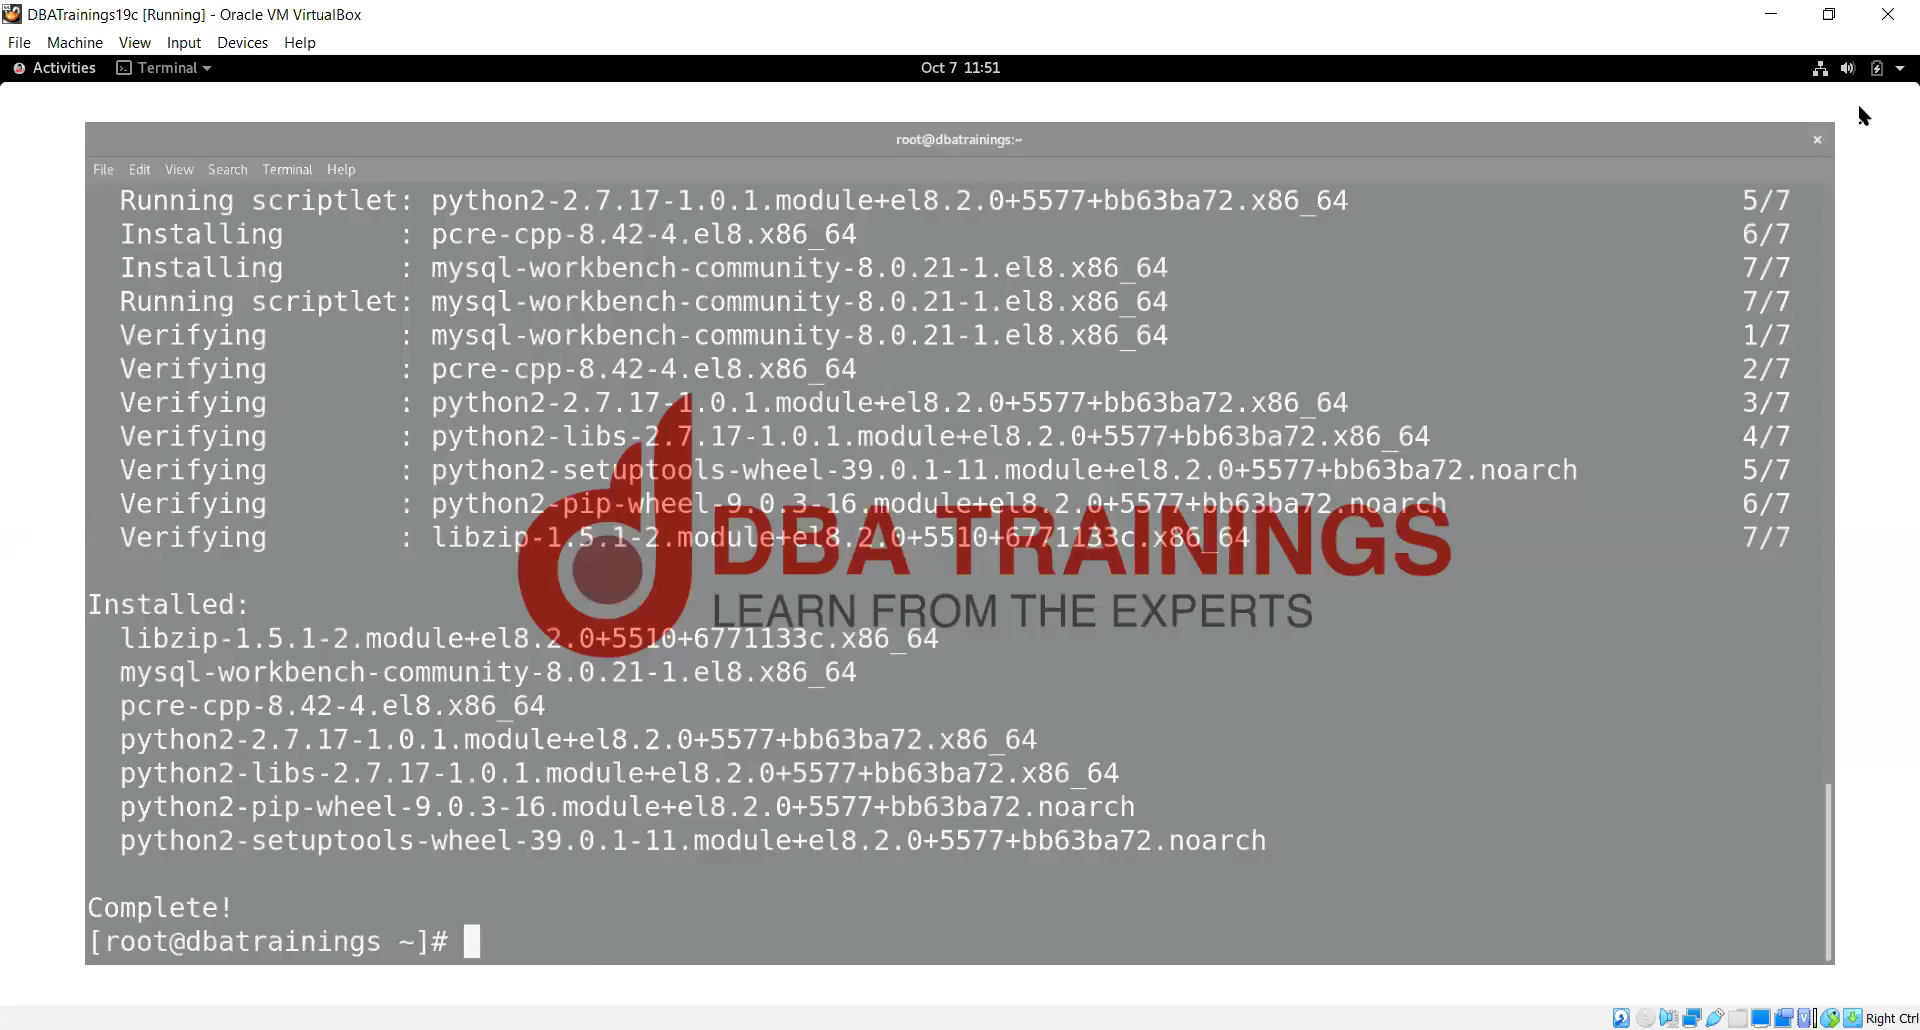 DBATrainings19c [Running] - Oracle VM VirtualBox
File Machine View Input Devices Help
Activities Terminal Oct 7 11:51
root@dbatrainings:~
File Edit View Search Terminal Help
Running scriptlet: python2-2.7.17-1.0.1.module+el8.2.0+5577+bb63ba72.x86_64 5/7
Installing : pcre-cpp-8.42-4.el8.x86_64 6/7
Installing : mysql-workbench-community-8.0.21-1.el8.x86_64 7/7
Running scriptlet: mysql-workbench-community-8.0.21-1.el8.x86_64 7/7
Verifying : mysql-workbench-community-8.0.21-1.el8.x86_64 1/7
Verifying : pcre-cpp-8.42-4.el8.x86_64 2/7
Verifying : python2-2.7.17-1.0.1.module+el8.2.0+5577+bb63ba72.x86_64 3/7
Verifying : python2-libs-2.7.17-1.0.1.module+el8.2.0+5577+bb63ba72.x86_64 4/7
Verifying : python2-setuptools-wheel-39.0.1-11.module+el8.2.0+5577+bb63ba72.noarch 5/7
Verifying : python2-pip-wheel-9.0.3-16.module+el8.2.0+5577+bb63ba72.noarch 6/7
Verifying : libzip-1.5.1-2.module+el8.2.0+5510+6771133c.x86_64 7/7
DBA TRAININGS
LEARN FROM THE EXPERTS
Installed:
libzip-1.5.1-2.module+el8.2.0+5510+6771133c.x86_64
mysql-workbench-community-8.0.21-1.el8.x86_64
pcre-cpp-8.42-4.el8.x86_64
python2-2.7.17-1.0.1.module+el8.2.0+5577+bb63ba72.x86_64
python2-libs-2.7.17-1.0.1.module+el8.2.0+5577+bb63ba72.x86_64
python2-pip-wheel-9.0.3-16.module+el8.2.0+5577+bb63ba72.noarch
python2-setuptools-wheel-39.0.1-11.module+el8.2.0+5577+bb63ba72.noarch
Complete!
[root@dbatrainings ~]#
Right Ctrl